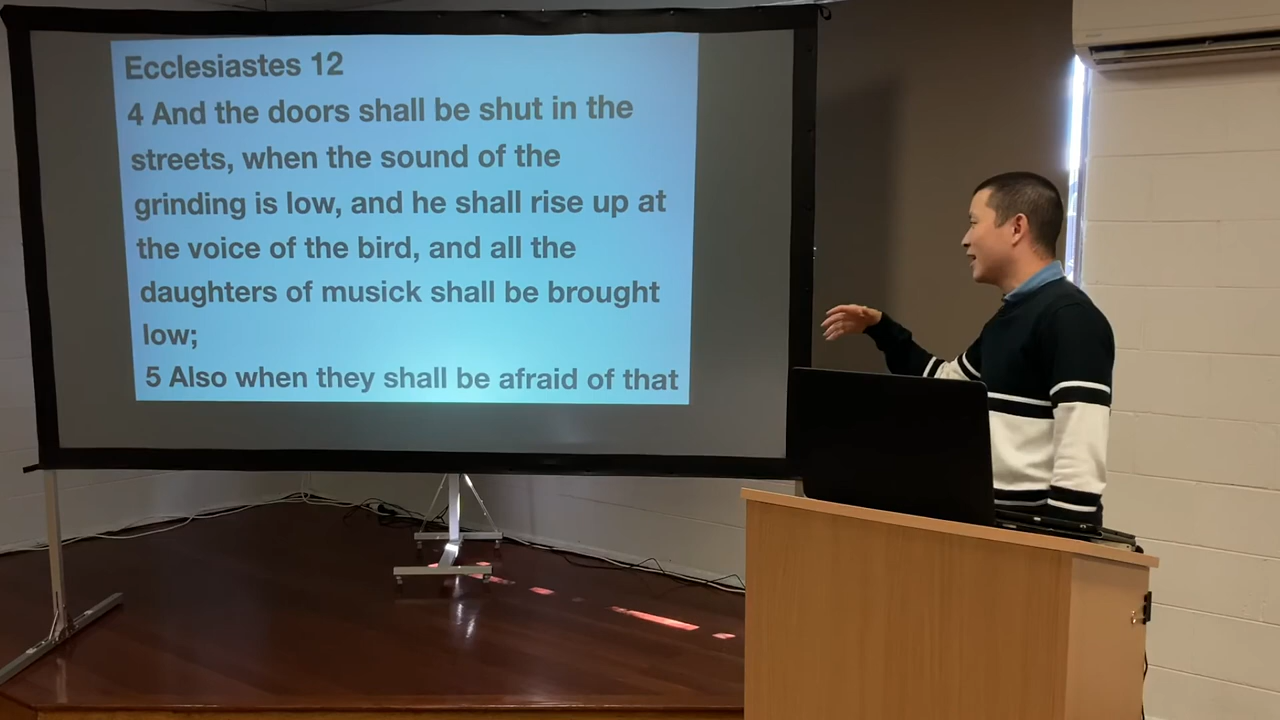 Ecclesiastes 12
4 And the doors shall be shut in the
streets, when the sound of the
grinding is low, and he shall rise up at
the voice of the bird, and all the
daughters of musick shall be brought
low;
5 Also when they shall be afraid of that